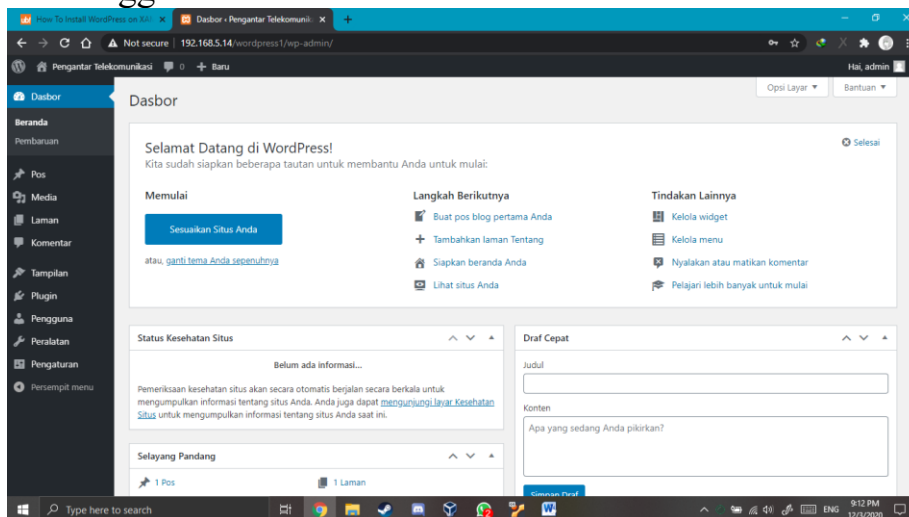 How To Install WordPress on XAM
Dasbor ‹ Pengantar Telekomunik
Not secure | 192.168.5.14/wordpress1/wp-admin/
Pengantar Telekomunikasi 0 + Baru Hai, admin
Opsi Layar ▼ Bantuan ▼
Dasbor
Beranda
Pembaruan
Pos
Media
Laman
Komentar
Tampilan
Plugin
Pengguna
Peralatan
Pengaturan
Persempit menu
Dasbor
Selamat Datang di WordPress!
Selesai
Kita sudah siapkan beberapa tautan untuk membantu Anda untuk mulai:
Memulai
Sesuaikan Situs Anda
atau, ganti tema Anda sepenuhnya
Langkah Berikutnya
Buat pos blog pertama Anda
Tambahkan laman Tentang
Siapkan beranda Anda
Lihat situs Anda
Tindakan Lainnya
Kelola widget
Kelola menu
Nyalakan atau matikan komentar
Pelajari lebih banyak untuk mulai
Status Kesehatan Situs
Belum ada informasi...
Pemeriksaan kesehatan situs akan secara otomatis berjalan secara berkala untuk
mengumpulkan informasi tentang situs Anda. Anda juga dapat mengunjungi layar Kesehatan
Situs untuk mengumpulkan informasi tentang situs Anda saat ini.
Selayang Pandang
1 Pos 1 Laman
Draf Cepat
Judul
Konten
Apa yang sedang Anda pikirkan?
Simpan Draf
Type here to search
ENG
9:12 PM
12/3/2020